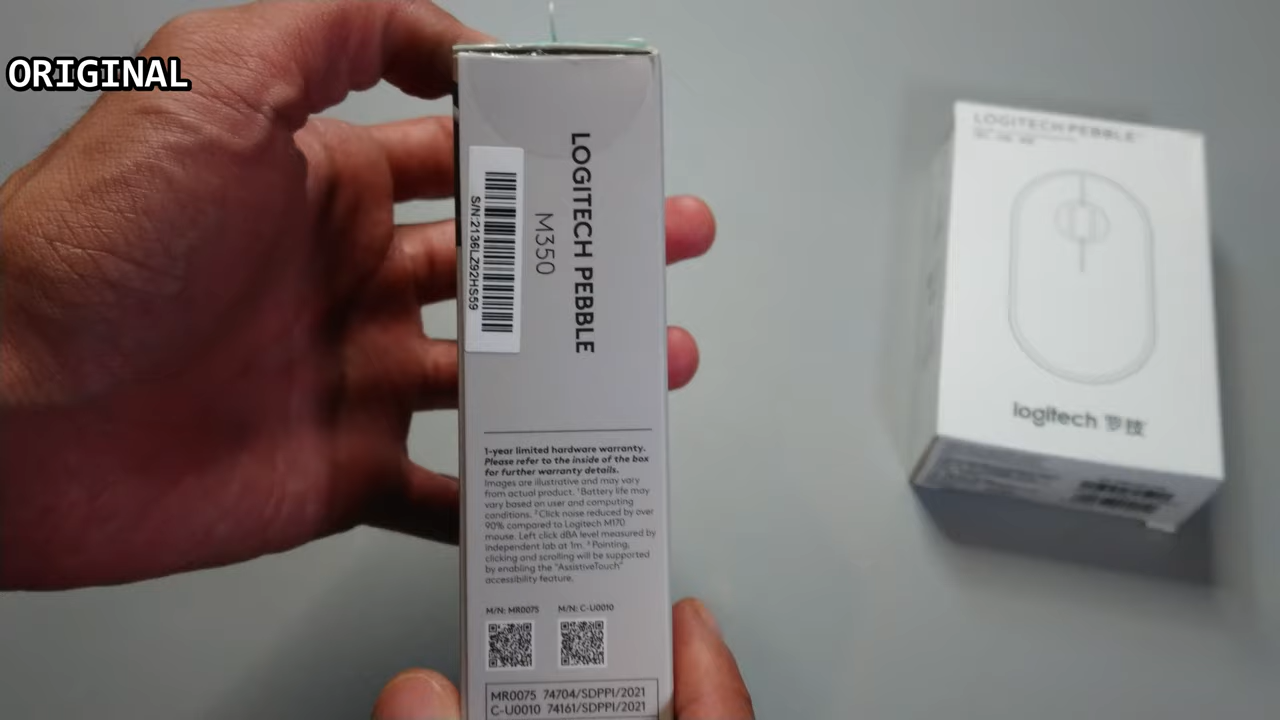 ORIGINAL
LOGITECH PEBBLE
M350
S/N:2136LZ92HS59
1-year limited hardware warranty.
Please refer to the inside of the box
for further warranty details.
Images are illustrative and may vary
from actual product. ¹Battery life may
vary based on user and computing
conditions. ²Click noise reduced by over
90% compared to Logitech M170
mouse. Left click dBA level measured by
independent lab at 1m. ³Pointing,
clicking and scrolling will be supported
by enabling the "AssistiveTouch"
accessibility feature.
M/N: MR0075 M/N: C-U0010
MR0075 74704/SDPPI/2021
C-U0010 74161/SDPPI/2021
LOGITECH PEBBLE
logitech 罗技